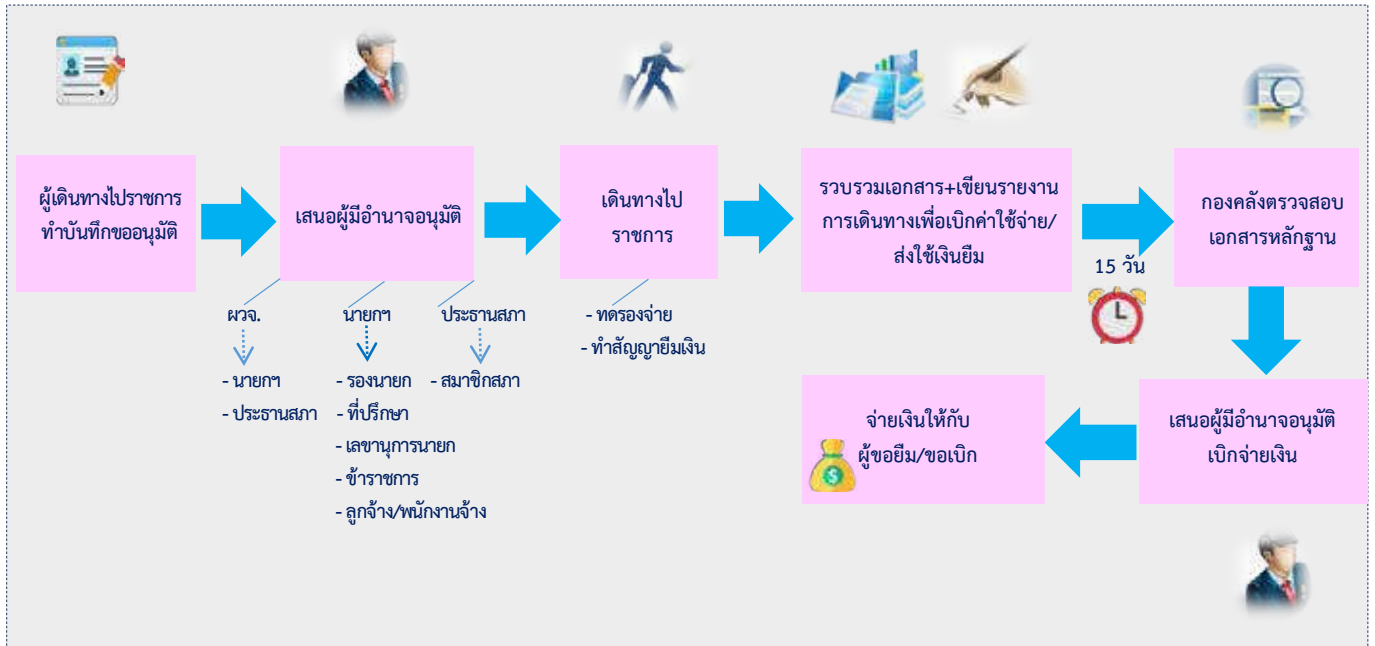 ผู้เดินทางไปราชการ
ทำบันทึกขออนุมัติ
เสนอผู้มีอำนาจอนุมัติ
เดินทางไป
ราชการ
รวบรวมเอกสาร+เขียนรายงาน
การเดินทางเพื่อเบิกค่าใช้จ่าย/
ส่งใช้เงินยืม
15 วัน
กองคลังตรวจสอบ
เอกสารหลักฐาน
ผวจ.
- นายกฯ
- ประธานสภา
นายกฯ
- รองนายก
- ที่ปรึกษา
- เลขานุการนายก
- ข้าราชการ
- ลูกจ้าง/พนักงานจ้าง
ประธานสภา
- สมาชิกสภา
- ทดรองจ่าย
- ทำสัญญายืมเงิน
เสนอผู้มีอำนาจอนุมัติ
เบิกจ่ายเงิน
จ่ายเงินให้กับ
ผู้ขอยืม/ขอเบิก